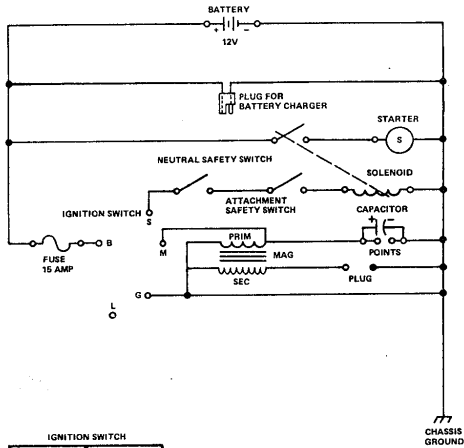 BATTERY
+ −
12V
PLUG FOR
BATTERY CHARGER
STARTER
S
NEUTRAL SAFETY SWITCH
SOLENOID
ATTACHMENT
SAFETY SWITCH
IGNITION SWITCH
S
CAPACITOR
+ −
PRIM
B
M
MAG
POINTS
FUSE
15 AMP
SEC
PLUG
G
L
IGNITION SWITCH
CHASSIS
GROUND